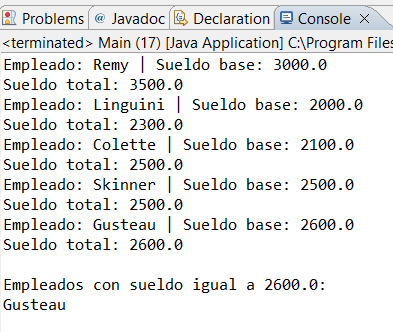 Problems @ Javadoc Declaration Console
<terminated> Main (17) [Java Application] C:\Program Files
Empleado: Remy | Sueldo base: 3000.0
Sueldo total: 3500.0
Empleado: Linguini | Sueldo base: 2000.0
Sueldo total: 2300.0
Empleado: Colette | Sueldo base: 2100.0
Sueldo total: 2500.0
Empleado: Skinner | Sueldo base: 2500.0
Sueldo total: 2500.0
Empleado: Gusteau | Sueldo base: 2600.0
Sueldo total: 2600.0
Empleados con sueldo igual a 2600.0:
Gusteau